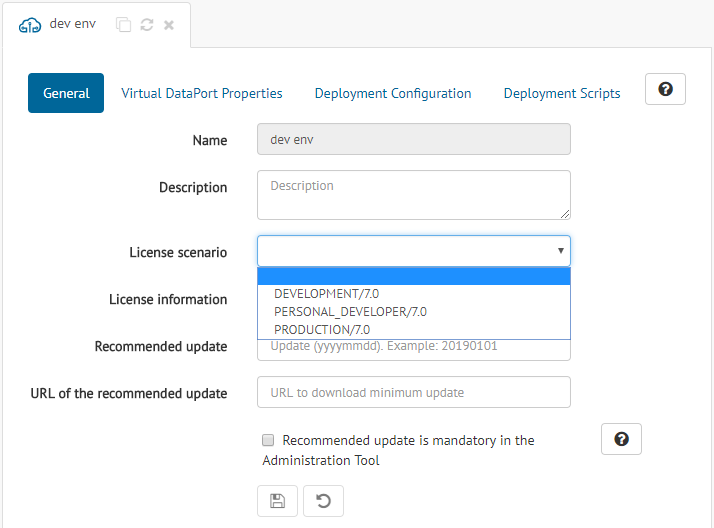 dev env
General Virtual DataPort Properties Deployment Configuration Deployment Scripts ?
Name dev env
Description Description
License scenario
DEVELOPMENT/7.0
License information
PERSONAL_DEVELOPER/7.0
PRODUCTION/7.0
Recommended update Update (yyyymmdd). Example: 20190101
URL of the recommended update URL to download minimum update
Recommended update is mandatory in the ?
Administration Tool